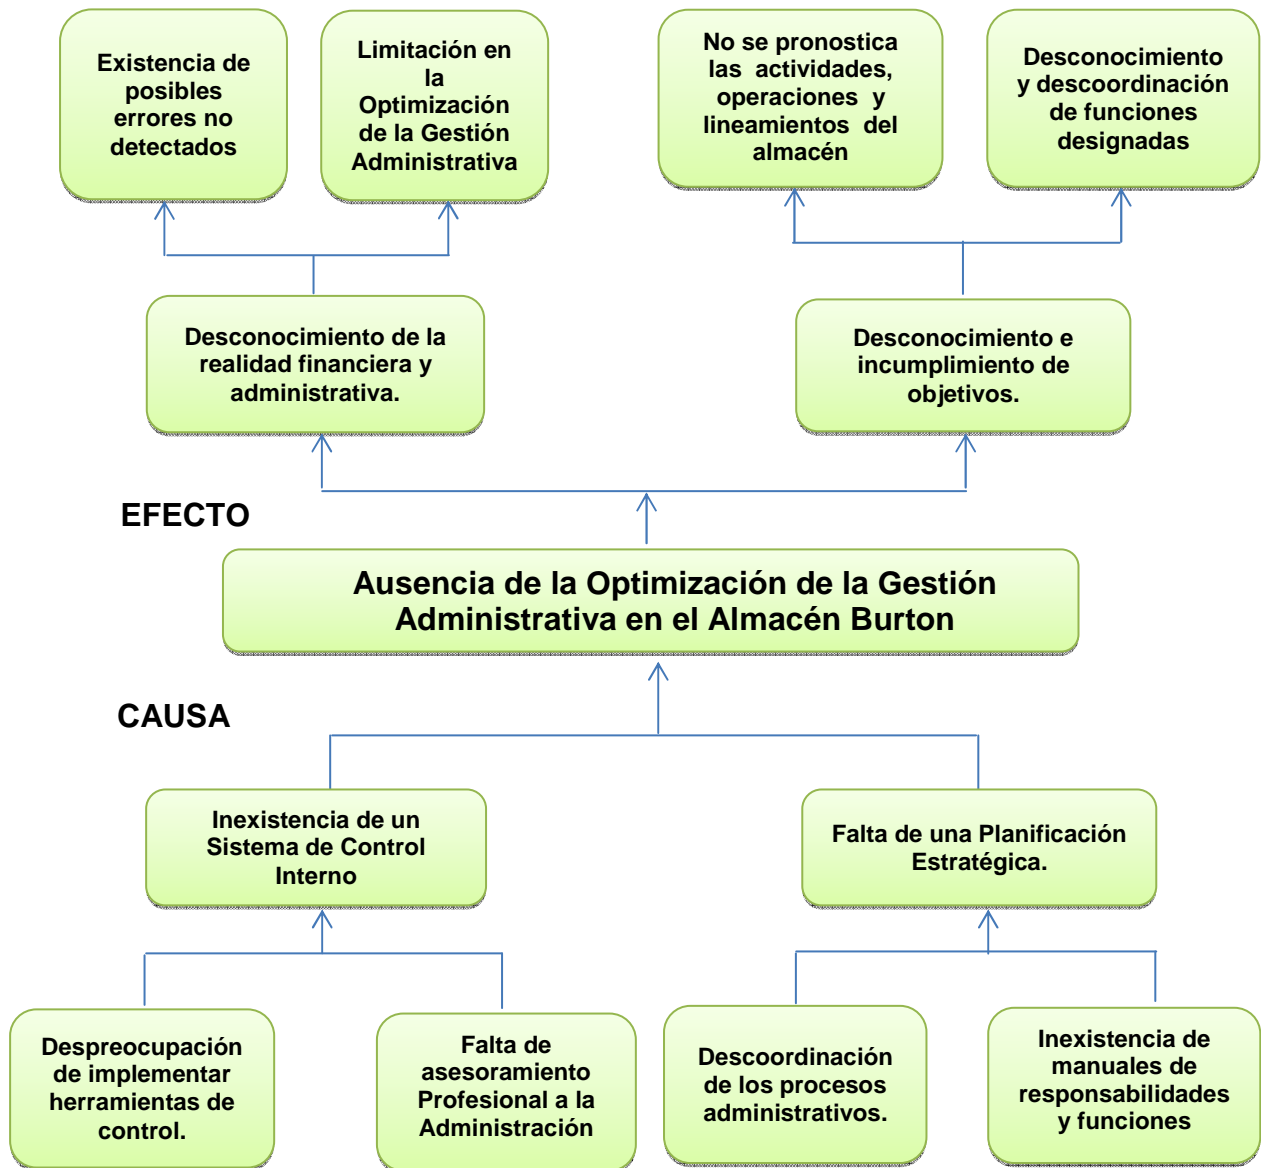 Existencia de
posibles
errores no
detectados
Limitación en
la
Optimización
de la Gestión
Administrativa
No se pronostica
las actividades,
operaciones y
lineamientos del
almacén
Desconocimiento
y descoordinación
de funciones
designadas
Desconocimiento de la
realidad financiera y
administrativa.
Desconocimiento e
incumplimiento de
objetivos.
EFECTO
Ausencia de la Optimización de la Gestión
Administrativa en el Almacén Burton
CAUSA
Inexistencia de un
Sistema de Control
Interno
Falta de una Planificación
Estratégica.
Despreocupación
de implementar
herramientas de
control.
Falta de
asesoramiento
Profesional a la
Administración
Descoordinación
de los procesos
administrativos.
Inexistencia de
manuales de
responsabilidades
y funciones